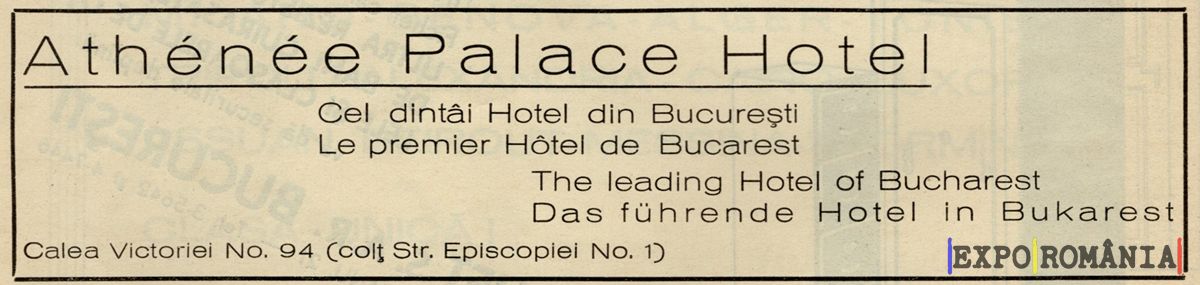 Athénée Palace Hotel
Cel dintâi Hotel din Bucureşti
Le premier Hôtel de Bucarest
The leading Hotel of Bucharest
Das führende Hotel in Bukarest
Calea Victoriei No. 94 (colţ Str. Episcopiei No. 1)
EXPO ROMÂNIA
BUCUREŞTI